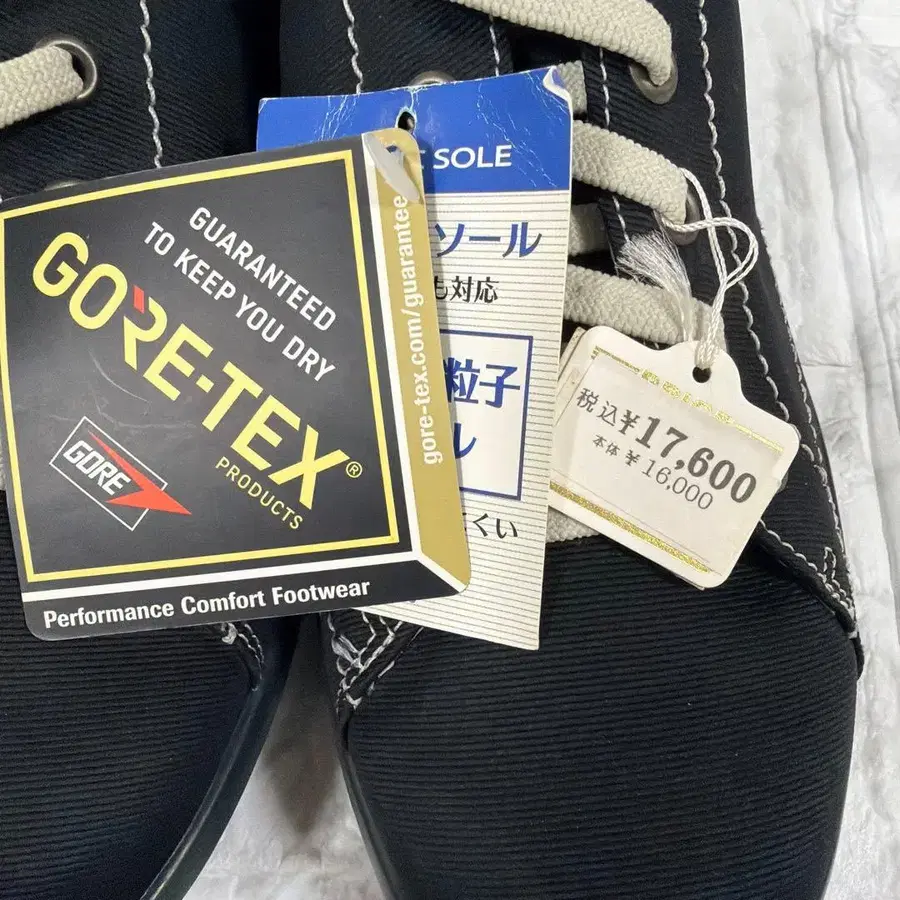 GUARANTEED
TO KEEP YOU DRY
GORE-TEX®
PRODUCTS
GORE
gore-tex.com/guarantee
Performance Comfort Footwear
SOLE
ソール
も対応
粒子
ル
くい
税込¥17,600
本体¥16,000